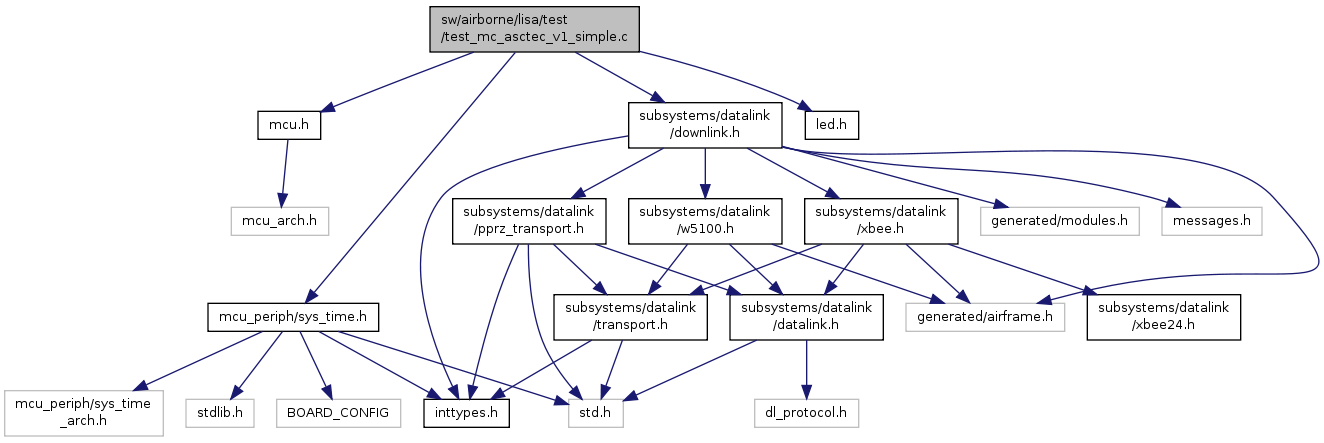 sw/airborne/lisa/test
/test_mc_asctec_v1_simple.c
mcu.h
subsystems/datalink
/downlink.h
led.h
mcu_arch.h
subsystems/datalink
/pprz_transport.h
subsystems/datalink
/w5100.h
subsystems/datalink
/xbee.h
generated/modules.h
messages.h
mcu_periph/sys_time.h
subsystems/datalink
/transport.h
subsystems/datalink
/datalink.h
generated/airframe.h
subsystems/datalink
/xbee24.h
mcu_periph/sys_time
_arch.h
stdlib.h
BOARD_CONFIG
inttypes.h
std.h
dl_protocol.h